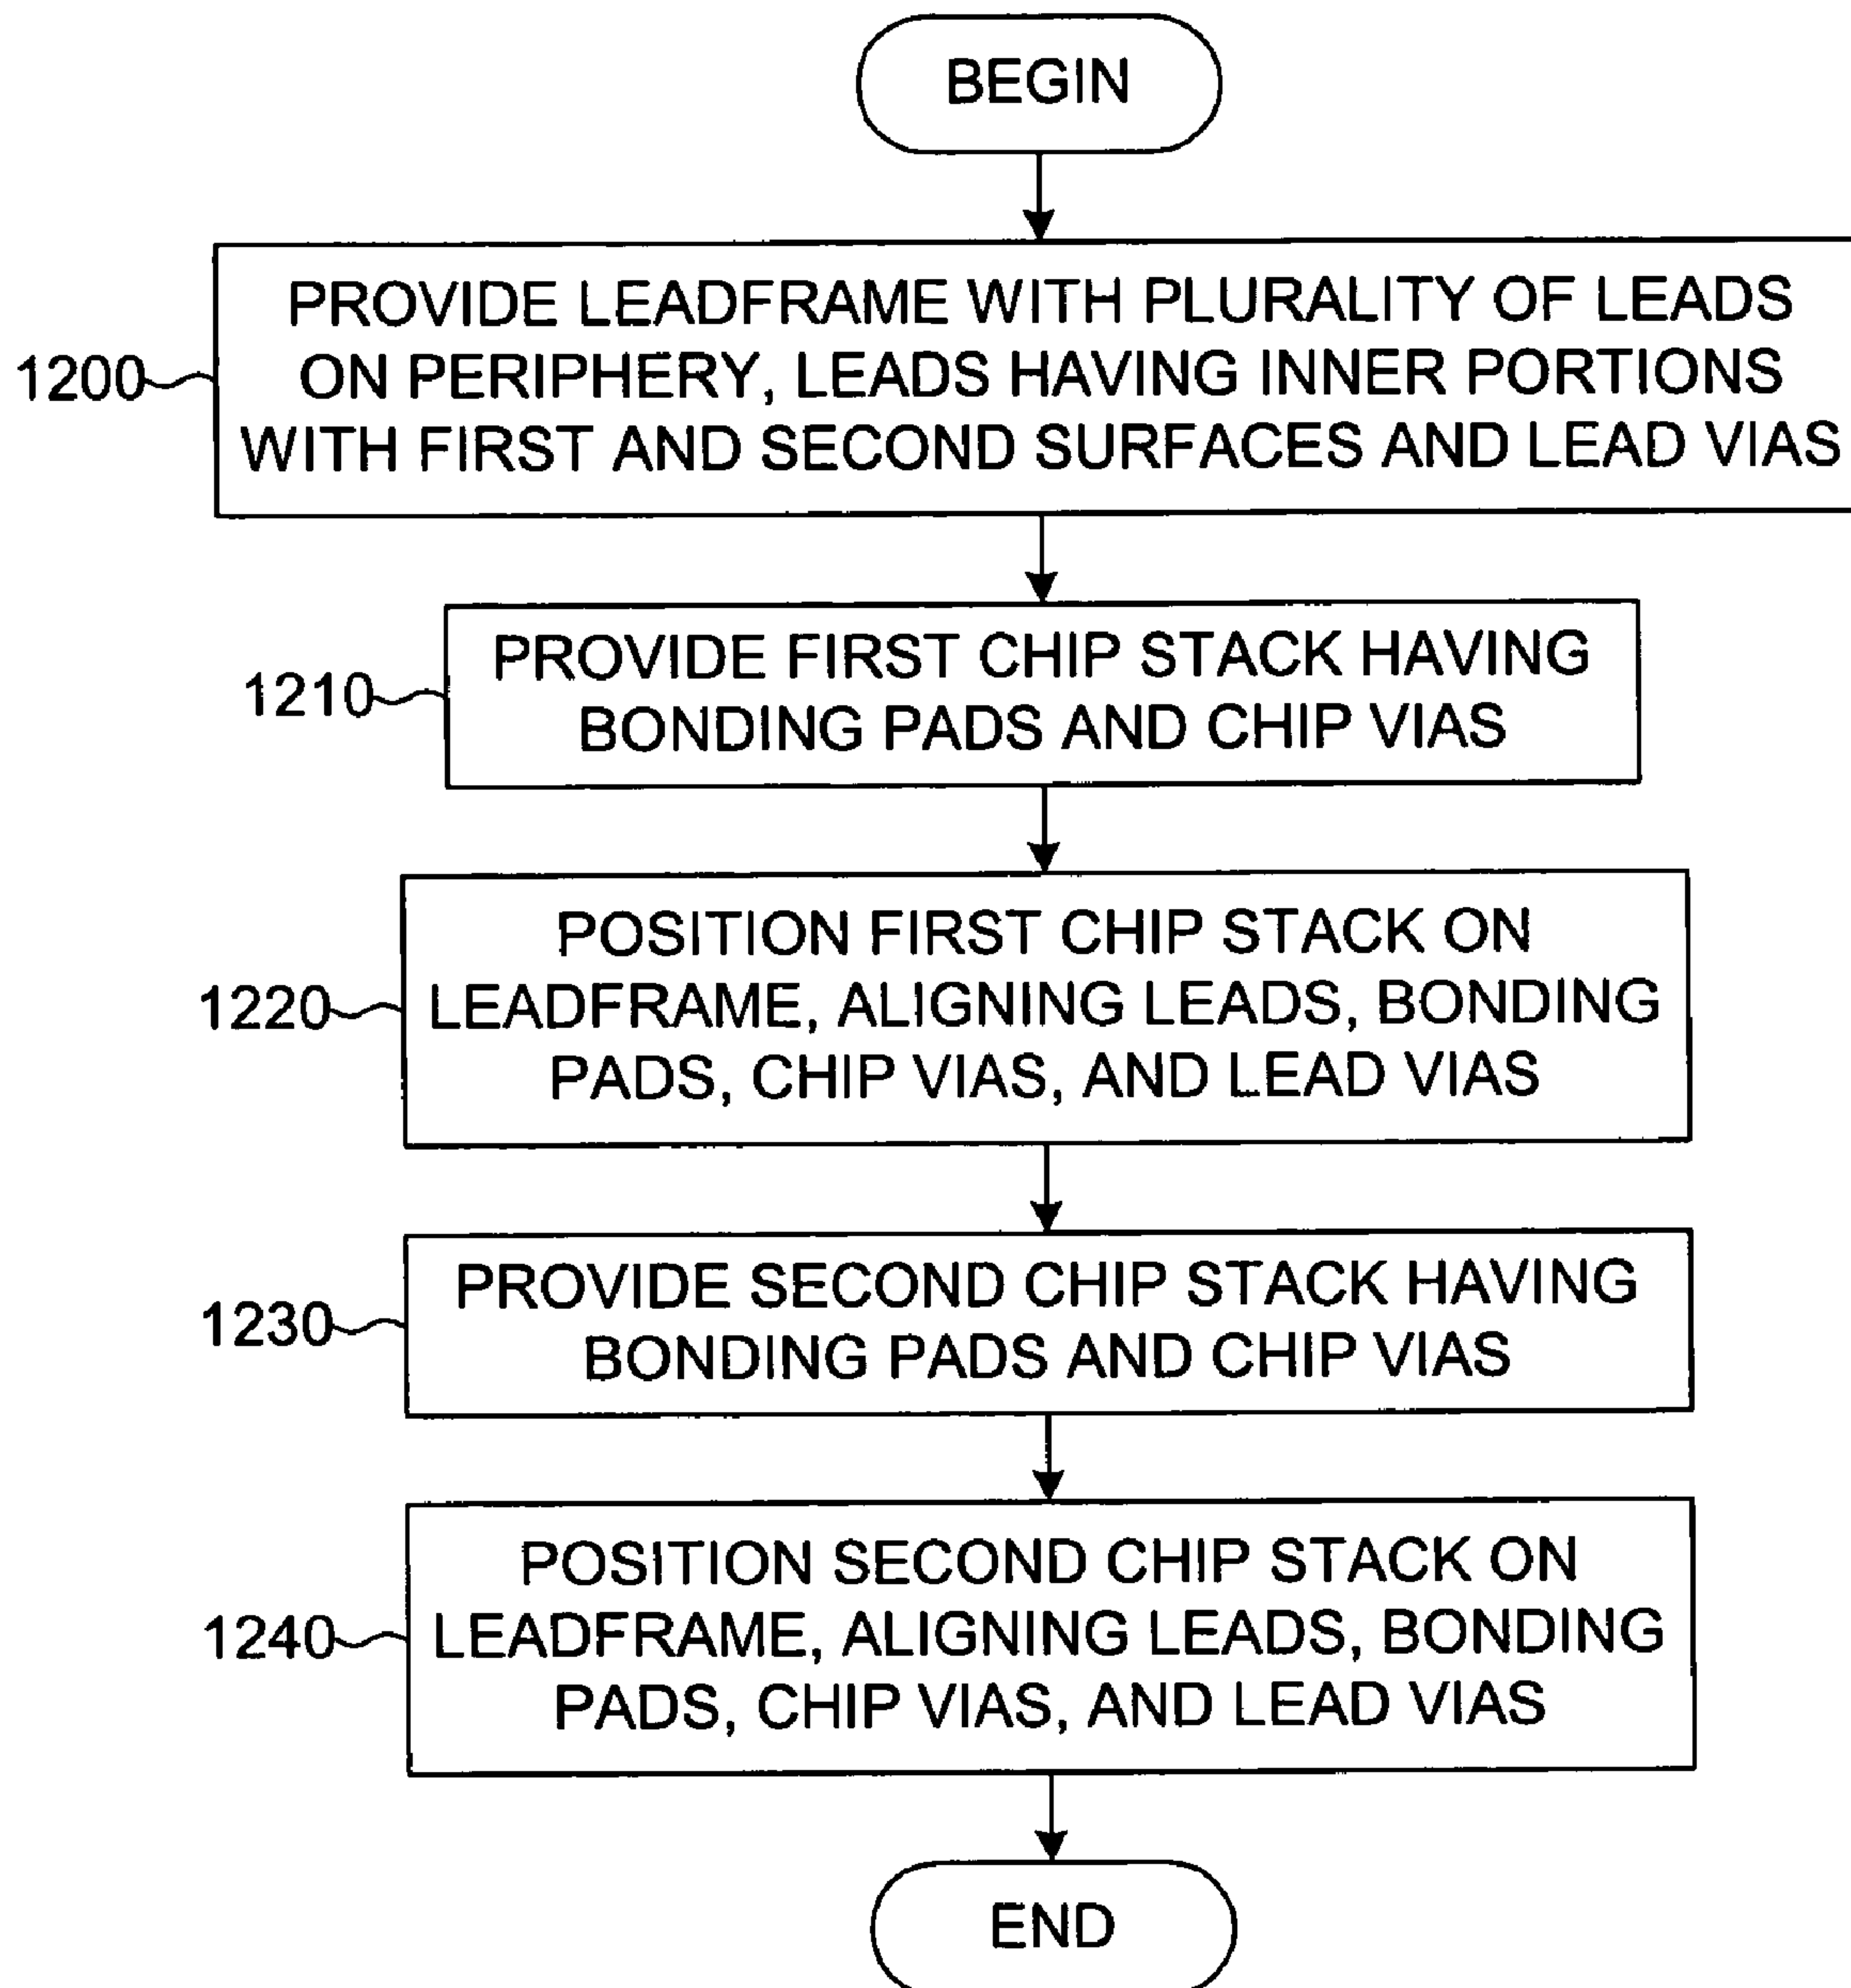 BEGIN
1200
PROVIDE LEADFRAME WITH PLURALITY OF LEADS
ON PERIPHERY, LEADS HAVING INNER PORTIONS
WITH FIRST AND SECOND SURFACES AND LEAD VIAS
1210
PROVIDE FIRST CHIP STACK HAVING
BONDING PADS AND CHIP VIAS
1220
POSITION FIRST CHIP STACK ON
LEADFRAME, ALIGNING LEADS, BONDING
PADS, CHIP VIAS, AND LEAD VIAS
1230
PROVIDE SECOND CHIP STACK HAVING
BONDING PADS AND CHIP VIAS
1240
POSITION SECOND CHIP STACK ON
LEADFRAME, ALIGNING LEADS, BONDING
PADS, CHIP VIAS, AND LEAD VIAS
END